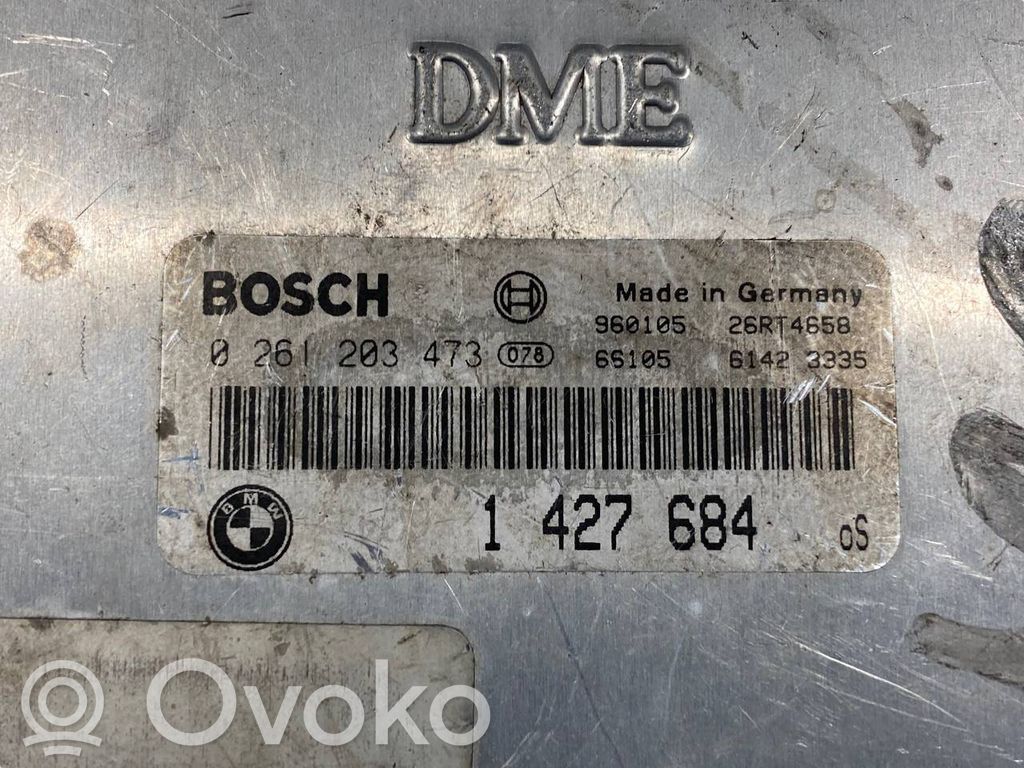 DME
BOSCH
Made in Germany
960105 26RT4658
0 261 203 473 078
66105 6142 3335
BMW
1 427 684 oS
Ovoko